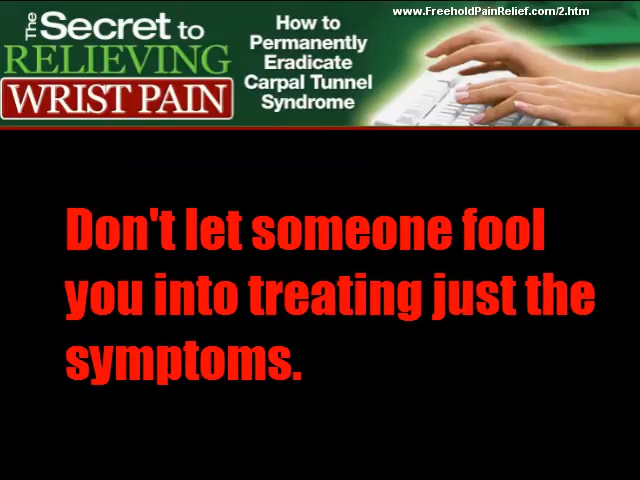 The Secret to
RELIEVING
WRIST PAIN
How to
Permanently
Eradicate
Carpal Tunnel
Syndrome
www.FreeholdPainRelief.com/2.htm
Don't let someone fool
you into treating just the
symptoms.